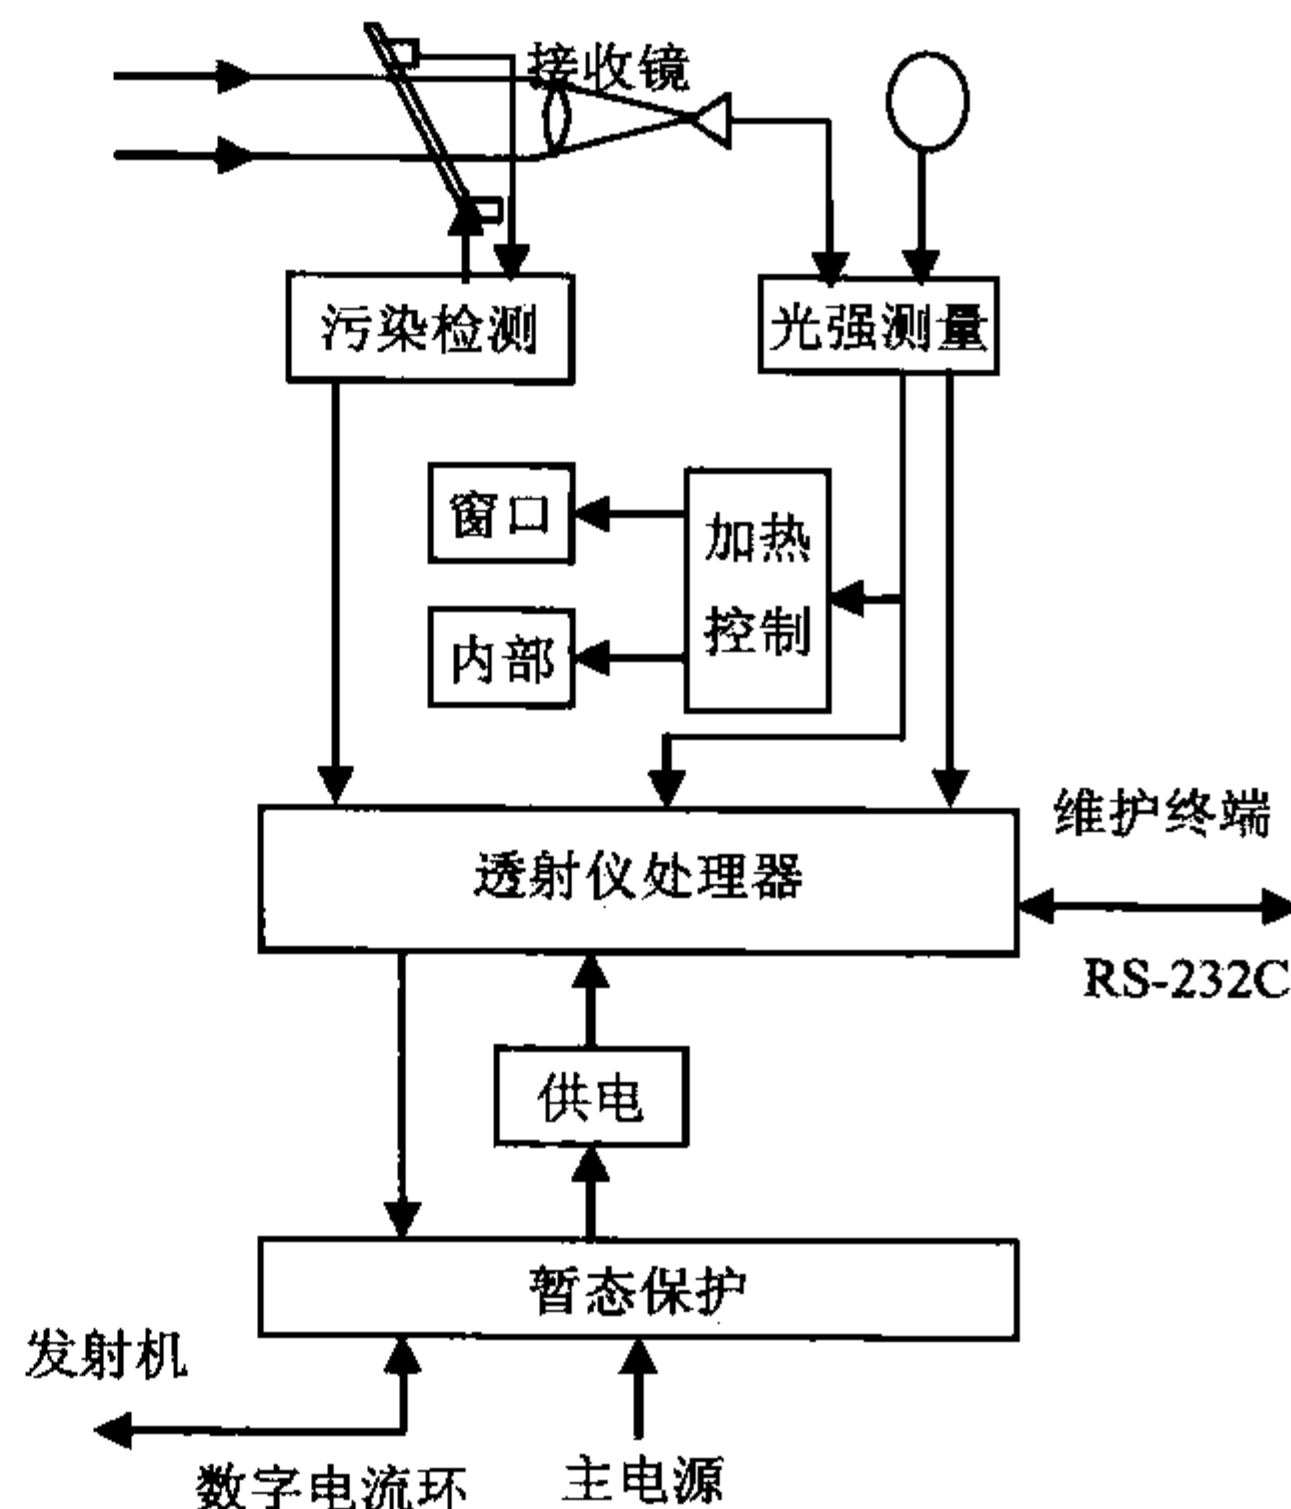 接收镜
污染检测
光强测量
窗口
加热
控制
内部
维护终端
透射仪处理器
RS-232C
供电
暂态保护
发射机
数字电流环
主电源